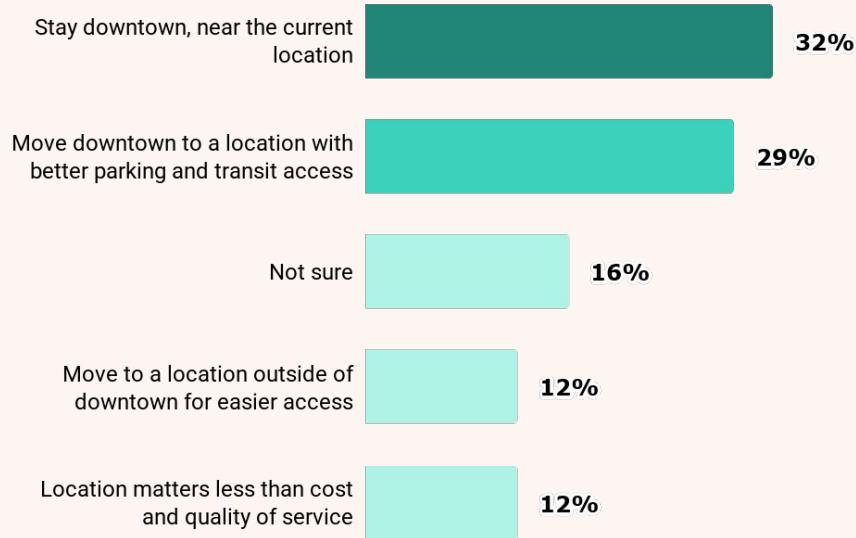 Stay downtown, near the current
location
32%
Move downtown to a location with
better parking and transit access
29%
Not sure
16%
Move to a location outside of
downtown for easier access
12%
Location matters less than cost
and quality of service
12%